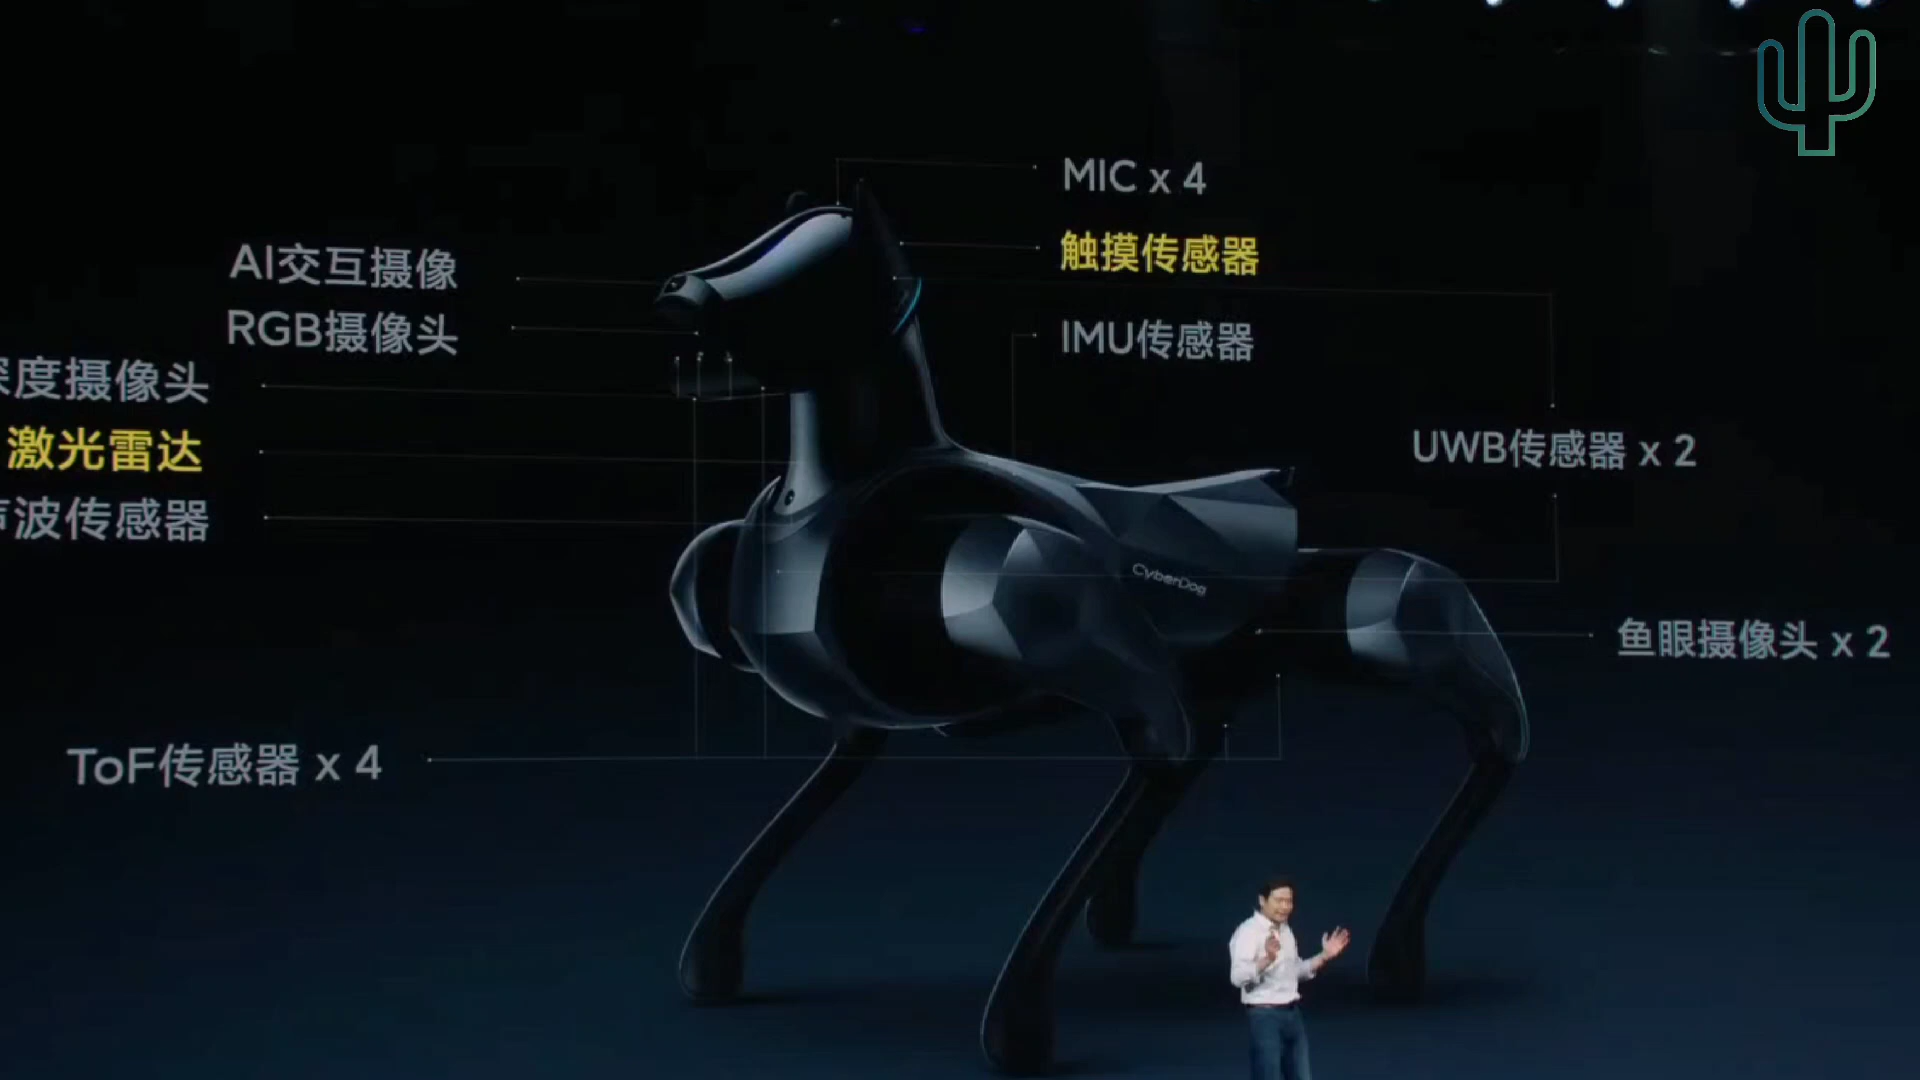 MIC x 4
触摸传感器
AI交互摄像
RGB摄像头
IMU传感器
深度摄像头
激光雷达
声波传感器
UWB传感器 x 2
CyberDog
鱼眼摄像头 x 2
ToF传感器 x 4